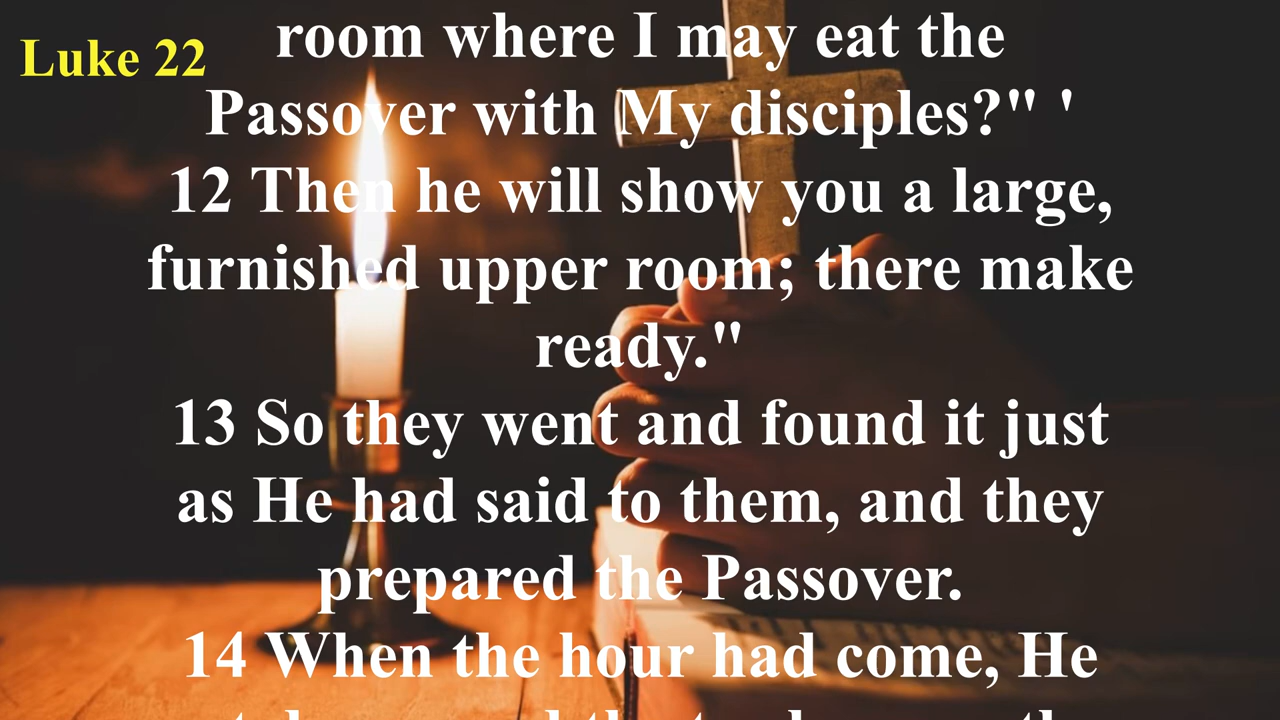 Luke 22
room where I may eat the
Passover with My disciples?" '
12 Then he will show you a large,
furnished upper room; there make
ready."
13 So they went and found it just
as He had said to them, and they
prepared the Passover.
14 When the hour had come, He